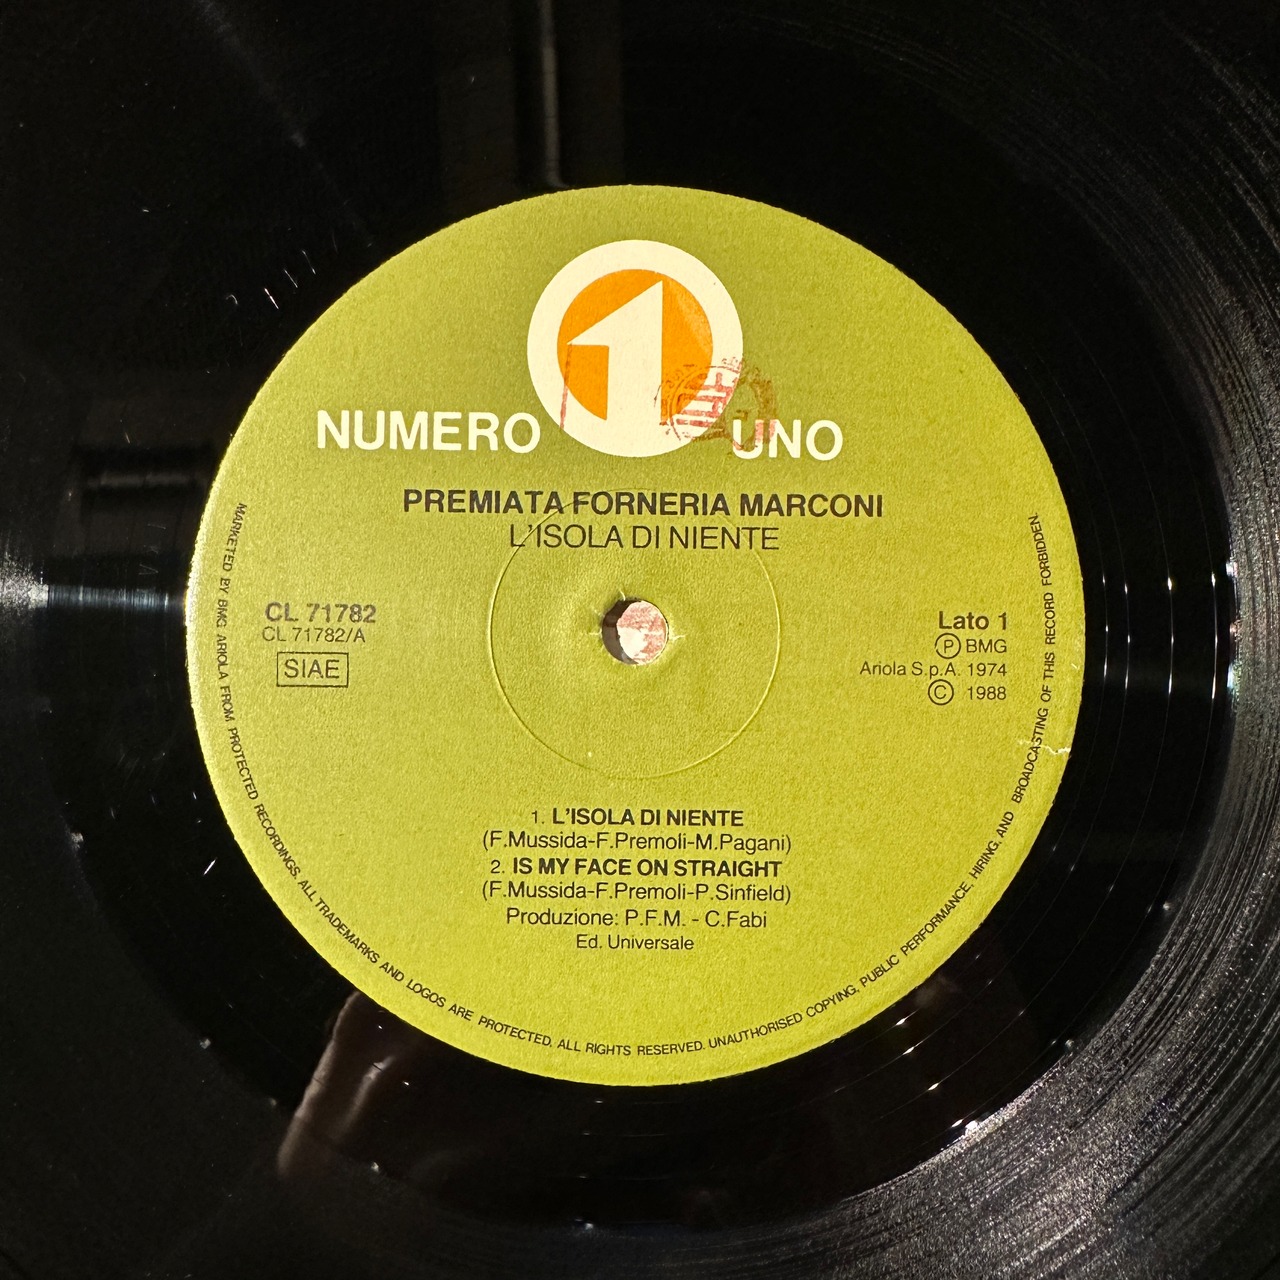 1
NUMERO UNO
PREMIATA FORNERIA MARCONI
L'ISOLA DI NIENTE
CL 71782
CL 71782/A
SIAE
Lato 1
Ⓟ BMG
Ariola S.p.A. 1974
© 1988
1. L'ISOLA DI NIENTE
(F.Mussida-F.Premoli-M.Pagani)
2. IS MY FACE ON STRAIGHT
(F.Mussida-F.Premoli-P.Sinfield)
Produzione: P.F.M. - C.Fabi
Ed. Universale
MARKETED BY BMG ARIOLA FROM PROTECTED RECORDINGS. ALL TRADEMARKS AND LOGOS ARE PROTECTED. ALL RIGHTS RESERVED. UNAUTHORISED COPYING, PUBLIC PERFORMANCE, HIRING, AND BROADCASTING OF THIS RECORD FORBIDDEN.